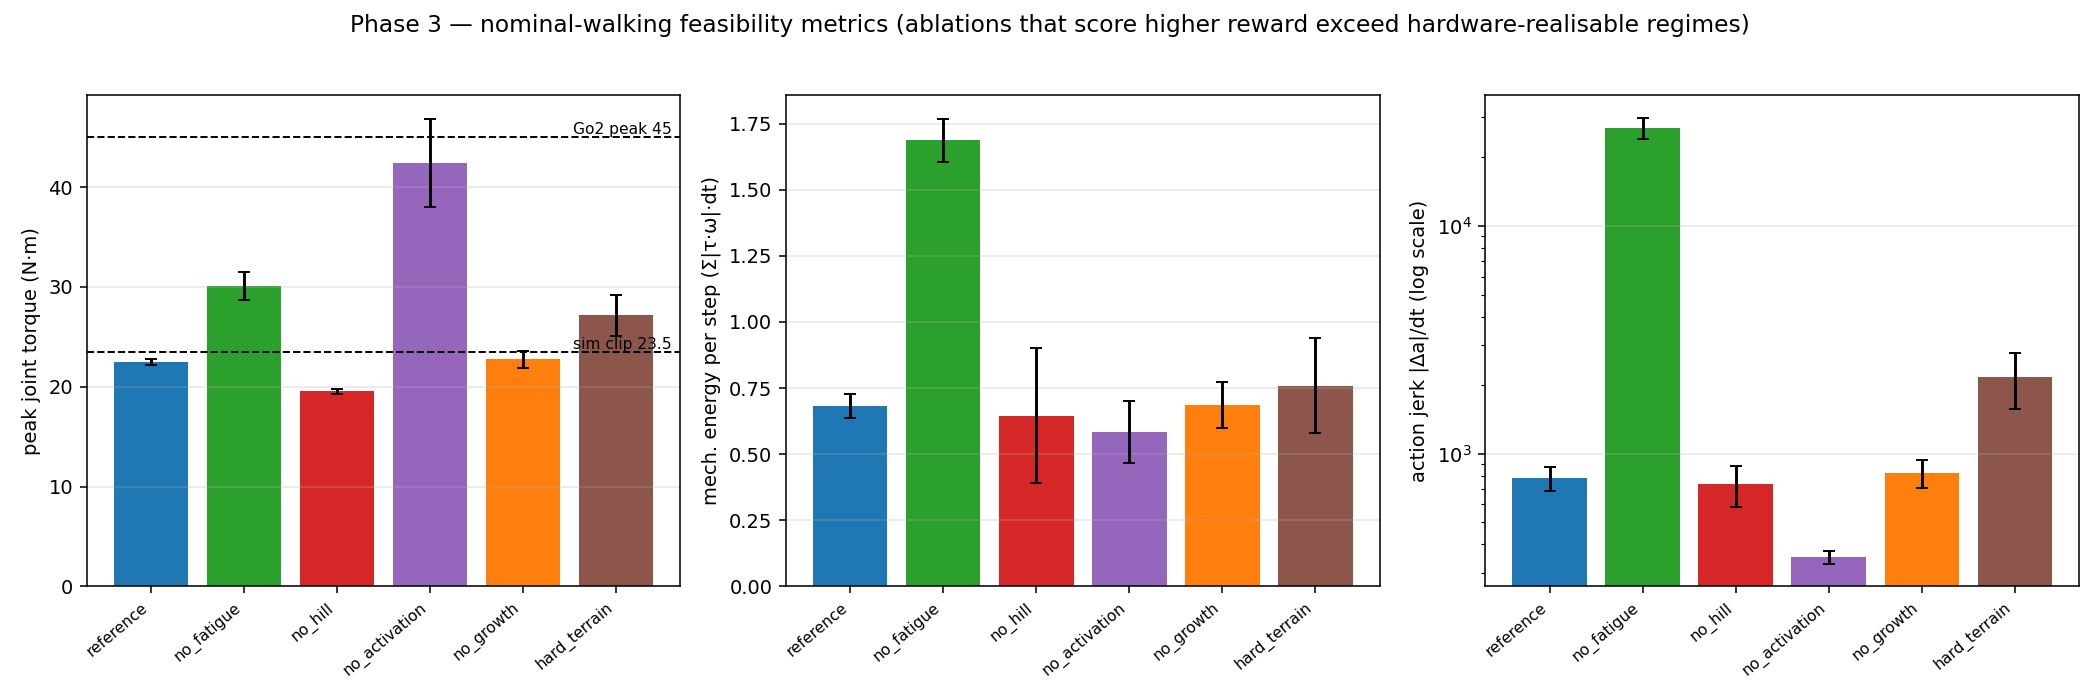 Phase 3 — nominal-walking feasibility metrics (ablations that score higher reward exceed hardware-realisable regimes)
peak joint torque (N·m)
40
30
20
10
0
Go2 peak 45
sim clip 23.5
reference
no_fatigue
no_hill
no_activation
no_growth
hard_terrain
mech. energy per step (Σ|τ·ω|·dt)
1.75
1.50
1.25
1.00
0.75
0.50
0.25
0.00
reference
no_fatigue
no_hill
no_activation
no_growth
hard_terrain
action jerk |Δa|/dt (log scale)
10⁴
10³
reference
no_fatigue
no_hill
no_activation
no_growth
hard_terrain